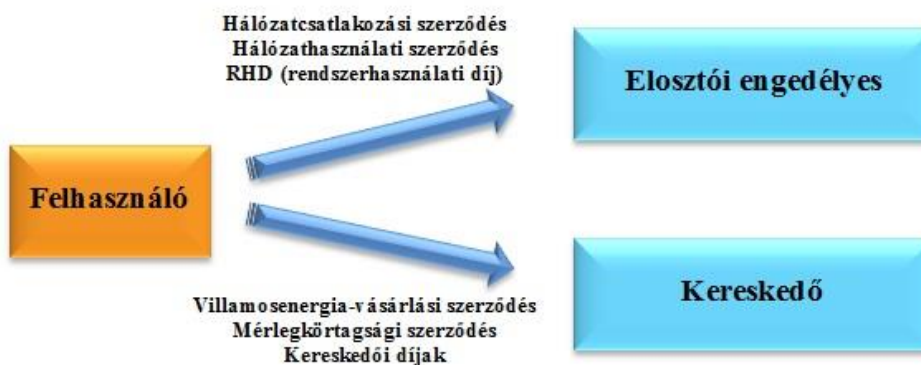 Hálózatcsatlakozási szerződés
Hálózathasználati szerződés
RHD (rendszerhasználati díj)
Elosztói engedélyes
Felhasználó
Kereskedő
Villamosenergia-vásárlási szerződés
Mérlegkörtagsági szerződés
Kereskedői díjak